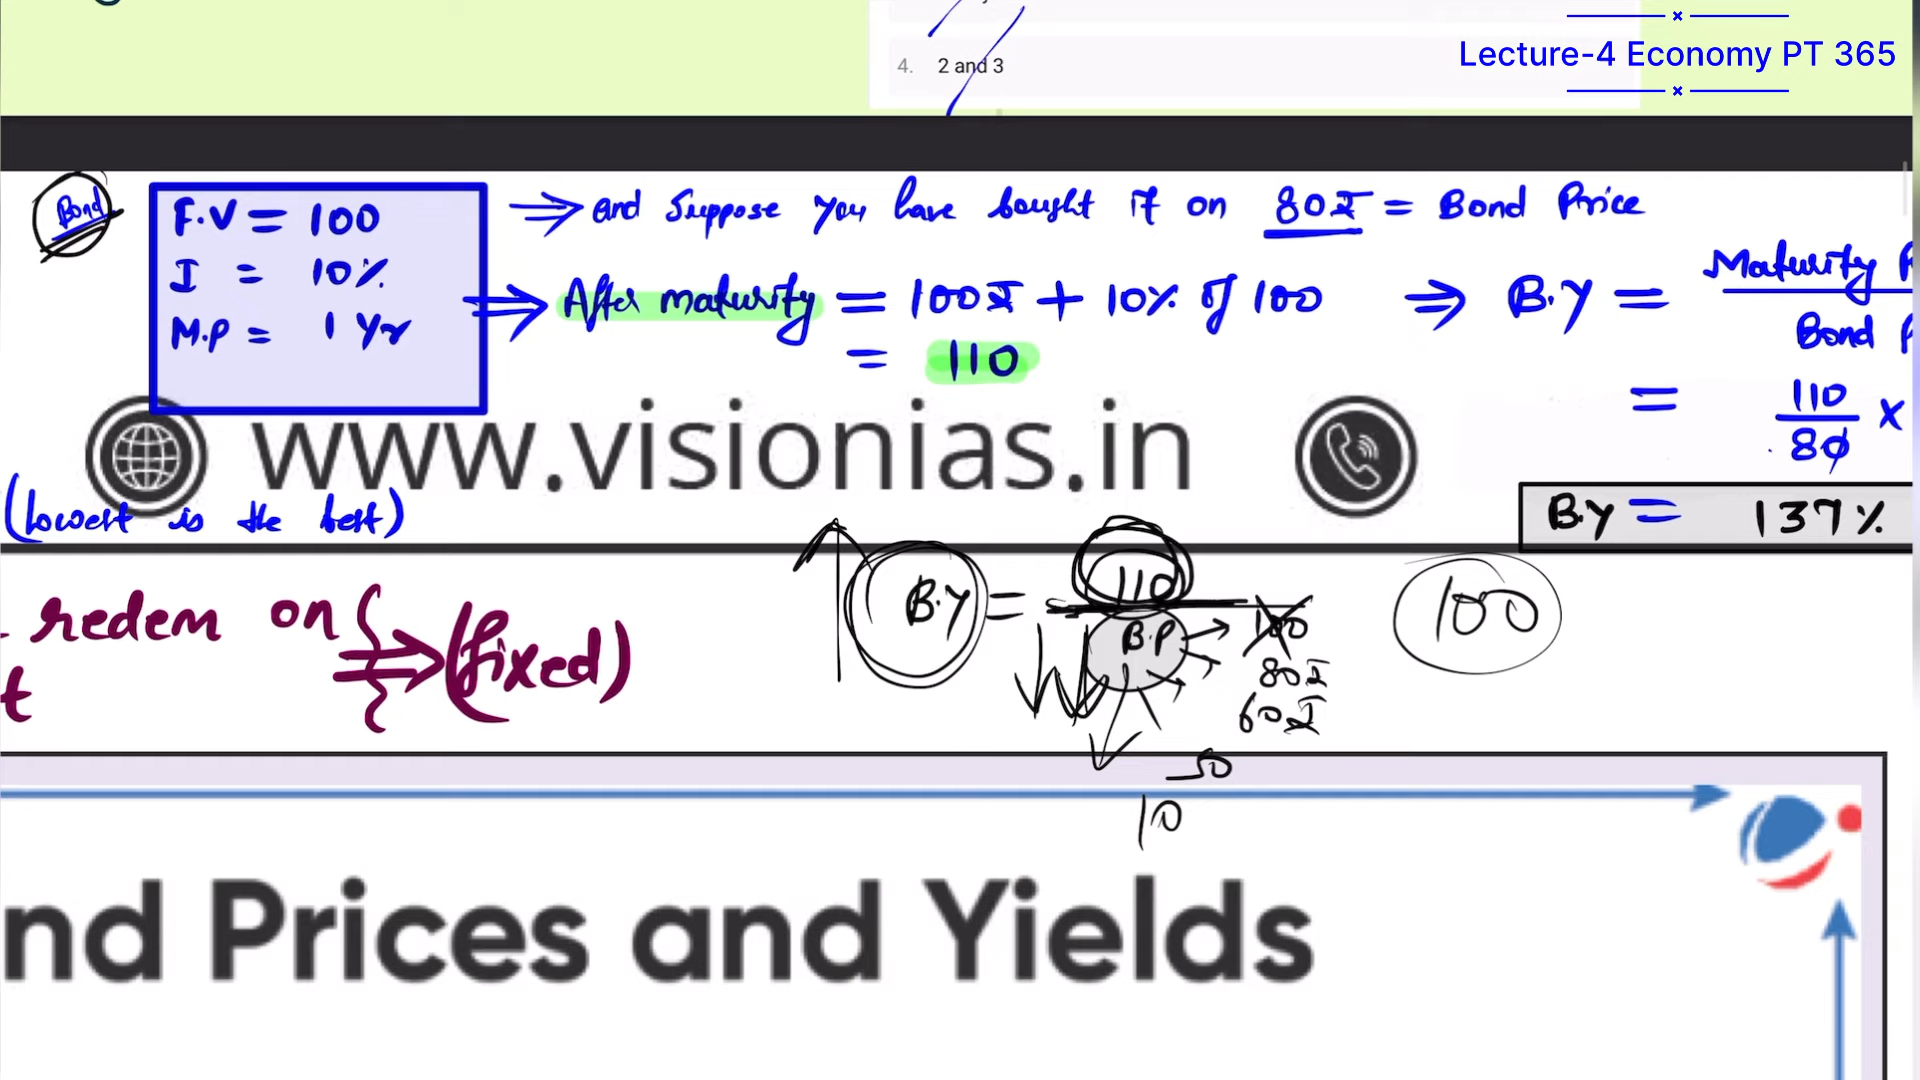 4. 2 and 3
Lecture-4 Economy PT 365
Bond
F.V = 100
I = 10%
M.P = 1 Yr
⇒ and Suppose you have bought it on 80₹ = Bond Price
⇒ After maturity = 100₹ + 10% of 100
= 110
⇒ B.Y = Maturity P
Bond P
= 110
80 x
B.Y = 137%
www.visionias.in
(lowest is the best)
redem on
t
⇒ (fixed)
B.Y = 110
B.P → 100
80₹
60₹
50
10
100
nd Prices and Yields